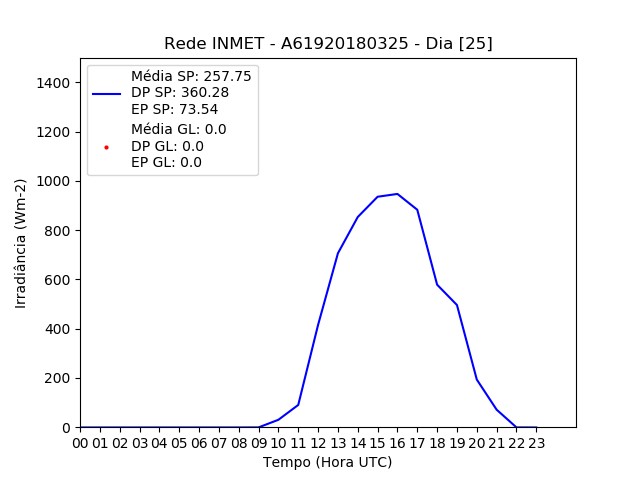 Rede INMET - A61920180325 - Dia [25]
Média SP: 257.75
DP SP: 360.28
EP SP: 73.54
Média GL: 0.0
DP GL: 0.0
EP GL: 0.0
1400
1200
1000
800
600
400
200
0
Irradiância (Wm-2)
00 01 02 03 04 05 06 07 08 09 10 11 12 13 14 15 16 17 18 19 20 21 22 23
Tempo (Hora UTC)